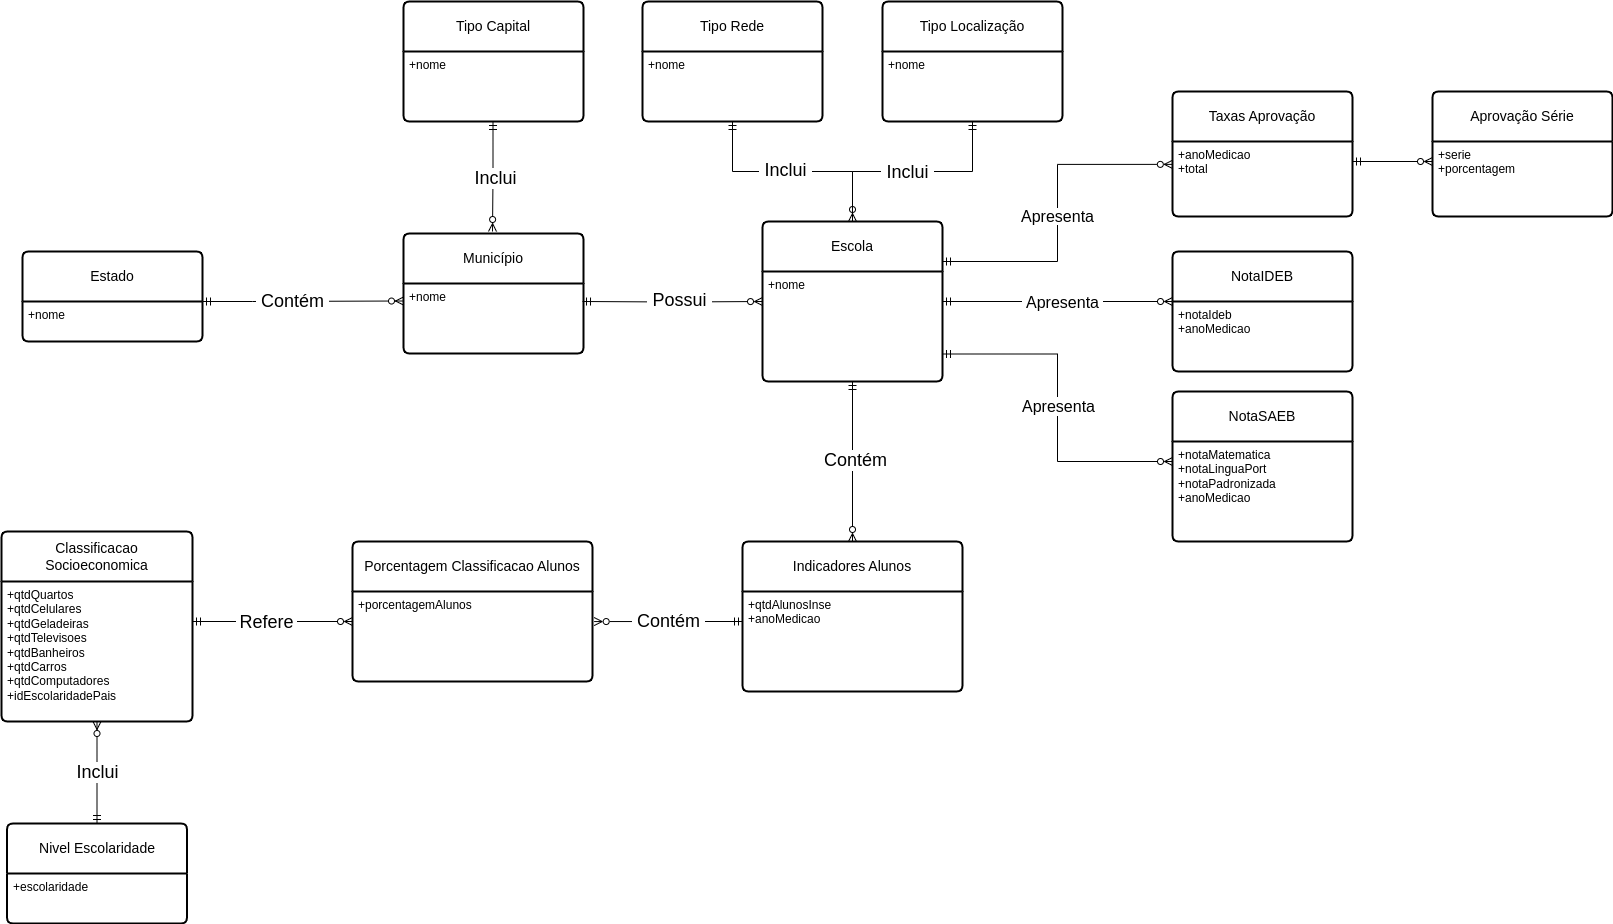 Tipo Capital
+nome
Tipo Rede
+nome
Tipo Localização
+nome
Inclui
Inclui
Inclui
Taxas Aprovação
+anoMedicao
+total
Aprovação Série
+serie
+porcentagem
Estado
+nome
Contém
Município
+nome
Possui
Escola
+nome
Apresenta
Apresenta
Apresenta
NotaIDEB
+notaIdeb
+anoMedicao
NotaSAEB
+notaMatematica
+notaLinguaPort
+notaPadronizada
+anoMedicao
Contém
Classificacao
Socioeconomica
+qtdQuartos
+qtdCelulares
+qtdGeladeiras
+qtdTelevisoes
+qtdBanheiros
+qtdCarros
+qtdComputadores
+idEscolaridadePais
Refere
Porcentagem Classificacao Alunos
+porcentagemAlunos
Contém
Indicadores Alunos
+qtdAlunosInse
+anoMedicao
Inclui
Nivel Escolaridade
+escolaridade